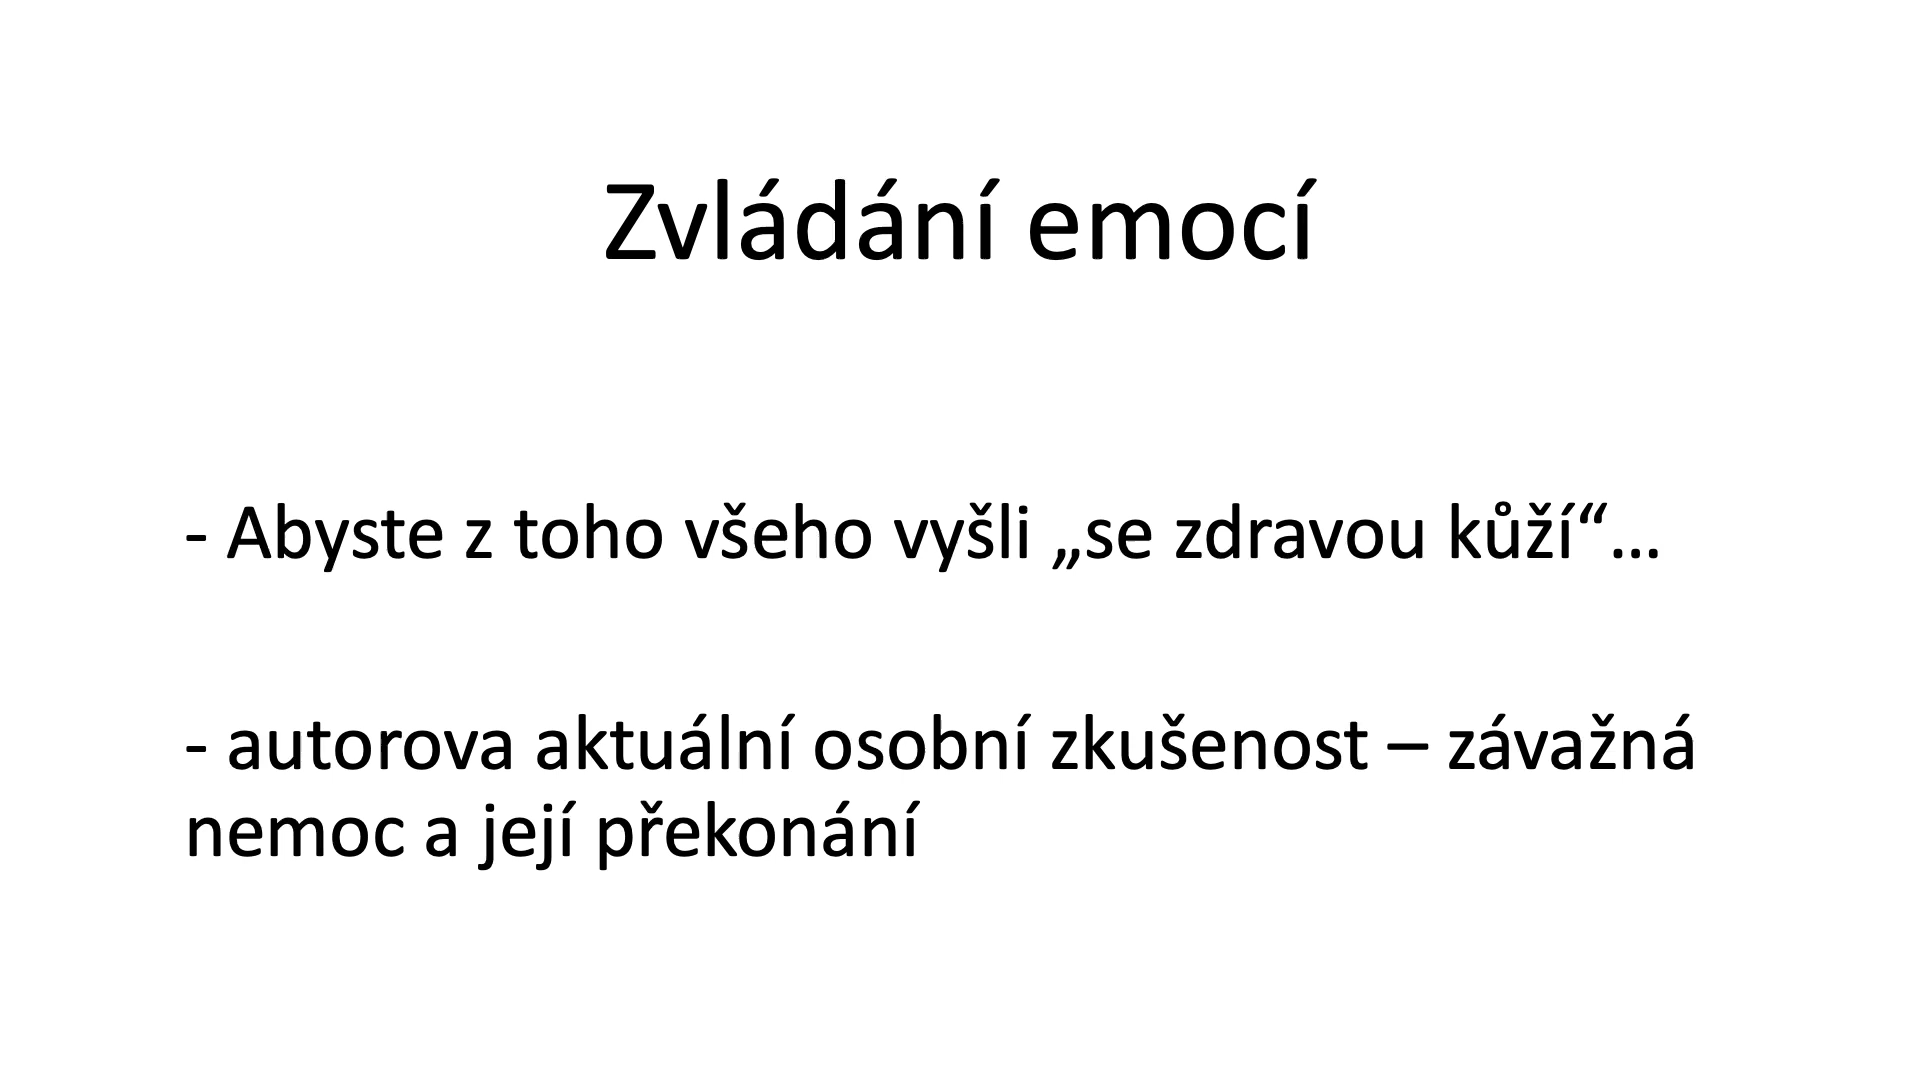 Zvládání emocí
- Abyste z toho všeho vyšli „se zdravou kůží“…
- autorova aktuální osobní zkušenost – závažná
nemoc a její překonání